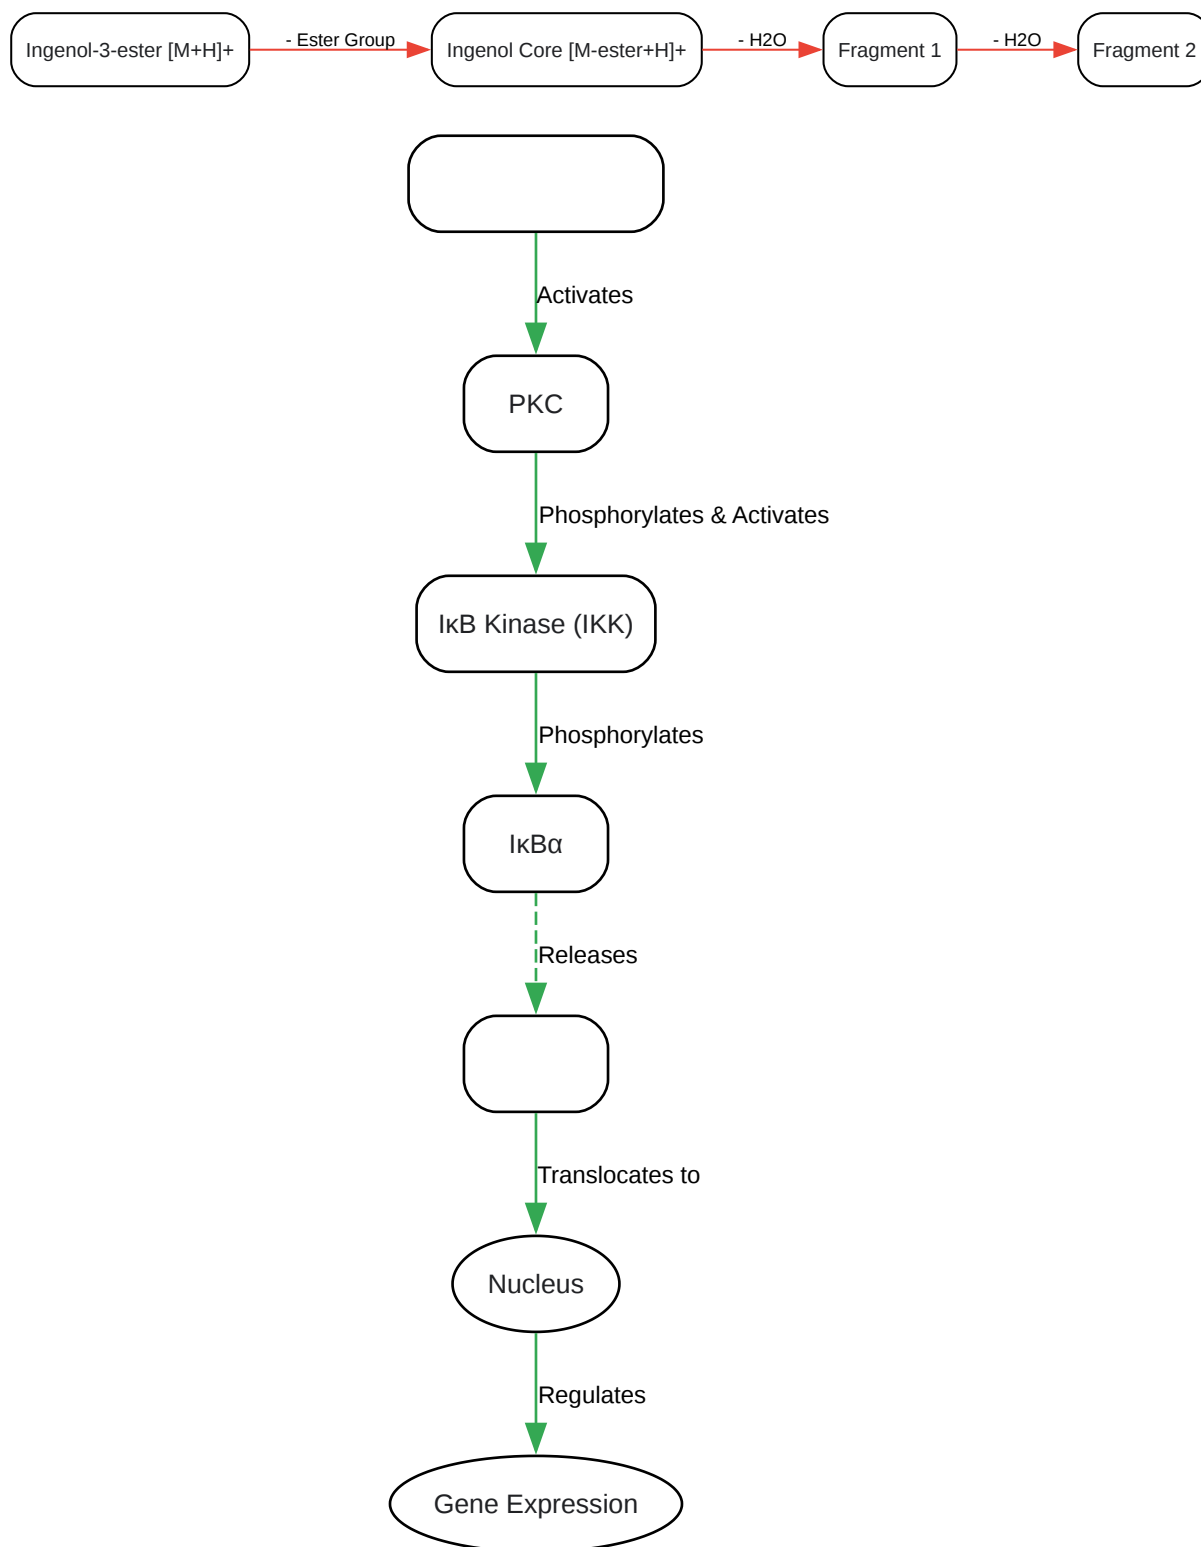 Ingenol-3-ester [M+H]+
- Ester Group
Ingenol Core [M-ester+H]+
- H2O
Fragment 1
- H2O
Fragment 2
Activates
PKC
Phosphorylates & Activates
IκB Kinase (IKK)
Phosphorylates
IκBα
Releases
Translocates to
Nucleus
Regulates
Gene Expression